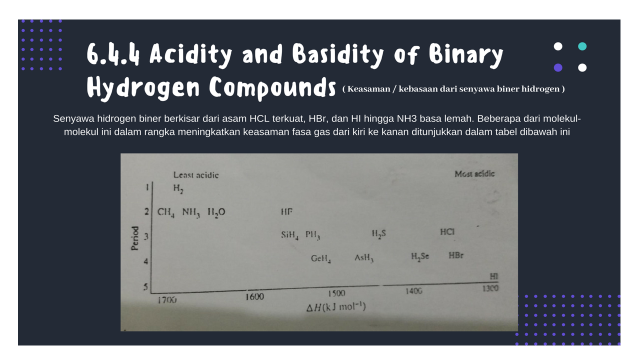 6.4.4 Acidity and Basidity of Binary
Hydrogen Compounds ( Keasaman / kebasaan dari senyawa biner hidrogen )
Senyawa hidrogen biner berkisar dari asam HCL terkuat, HBr, dan HI hingga NH3 basa lemah. Beberapa dari molekul-
molekul ini dalam rangka meningkatkan keasaman fasa gas dari kiri ke kanan ditunjukkan dalam tabel dibawah ini
Least acidic Most acidic
1 H₂
2 CH₄ NH₃ H₂O HF
3 SiH₄ PH₃ H₂S HCl
4 GeH₄ AsH₃ H₂Se HBr
5 HI
Period
1700 1600 1500 1400 1300
ΔH(kJ mol⁻¹)